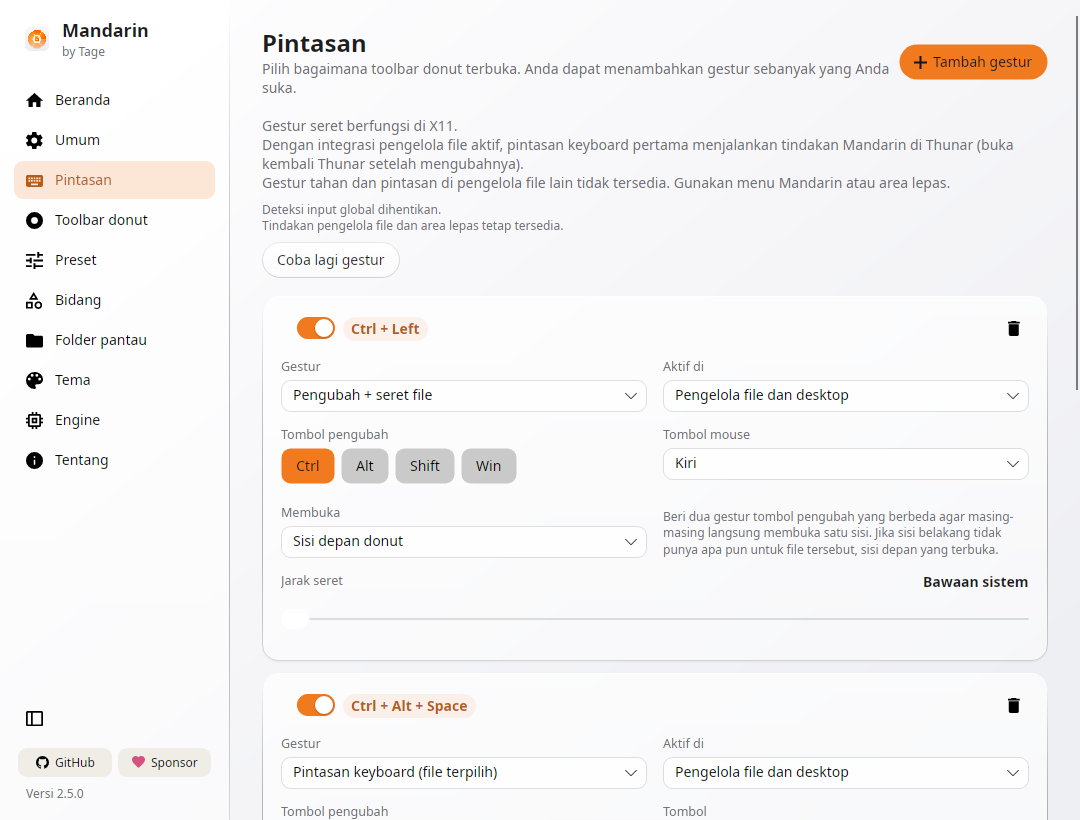 Mandarin
by Tage
Beranda
Umum
Pintasan
Toolbar donut
Preset
Bidang
Folder pantau
Tema
Engine
Tentang
GitHub
Sponsor
Versi 2.5.0
Pintasan
Pilih bagaimana toolbar donut terbuka. Anda dapat menambahkan gestur sebanyak yang Anda
suka.
Tambah gestur
Gestur seret berfungsi di X11.
Dengan integrasi pengelola file aktif, pintasan keyboard pertama menjalankan tindakan Mandarin di Thunar (buka
kembali Thunar setelah mengubahnya).
Gestur tahan dan pintasan di pengelola file lain tidak tersedia. Gunakan menu Mandarin atau area lepas.
Deteksi input global dihentikan.
Tindakan pengelola file dan area lepas tetap tersedia.
Coba lagi gestur
Ctrl + Left
Gestur
Pengubah + seret file
Aktif di
Pengelola file dan desktop
Tombol pengubah
Ctrl
Alt
Shift
Win
Tombol mouse
Kiri
Membuka
Sisi depan donut
Beri dua gestur tombol pengubah yang berbeda agar masing-
masing langsung membuka satu sisi. Jika sisi belakang tidak
punya apa pun untuk file tersebut, sisi depan yang terbuka.
Jarak seret
Bawaan sistem
Ctrl + Alt + Space
Gestur
Pintasan keyboard (file terpilih)
Aktif di
Pengelola file dan desktop
Tombol pengubah
Tombol